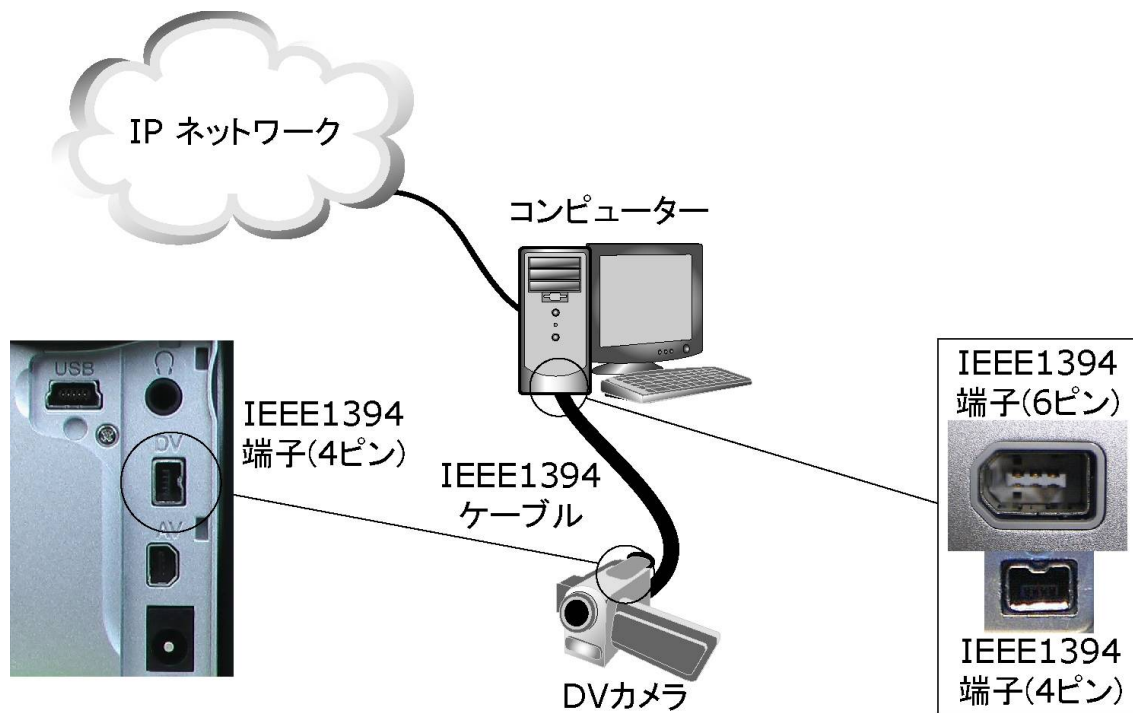 IP ネットワーク
コンピューター
USB
DV
AV
IEEE1394
端子(4ピン)
IEEE1394
ケーブル
DVカメラ
IEEE1394
端子(6ピン)
IEEE1394
端子(4ピン)